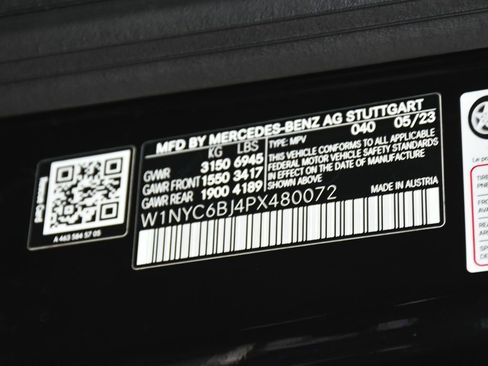 MFD BY MERCEDES-BENZ AG STUTTGART
KG LBS TYPE: MPV 040 05/23
GVWR 3150 6945 THIS VEHICLE CONFORMS TO ALL APPLICABLE
GAWR FRONT 1550 3417 FEDERAL MOTOR VEHICLE SAFETY STANDARDS
GAWR REAR 1900 4189 IN EFFECT ON THE DATE OF MANUFACTURE SHOWN ABOVE
W1NYC6BJ4PX480072 MADE IN AUSTRIA
Rescue Card
A 463 584 57 05